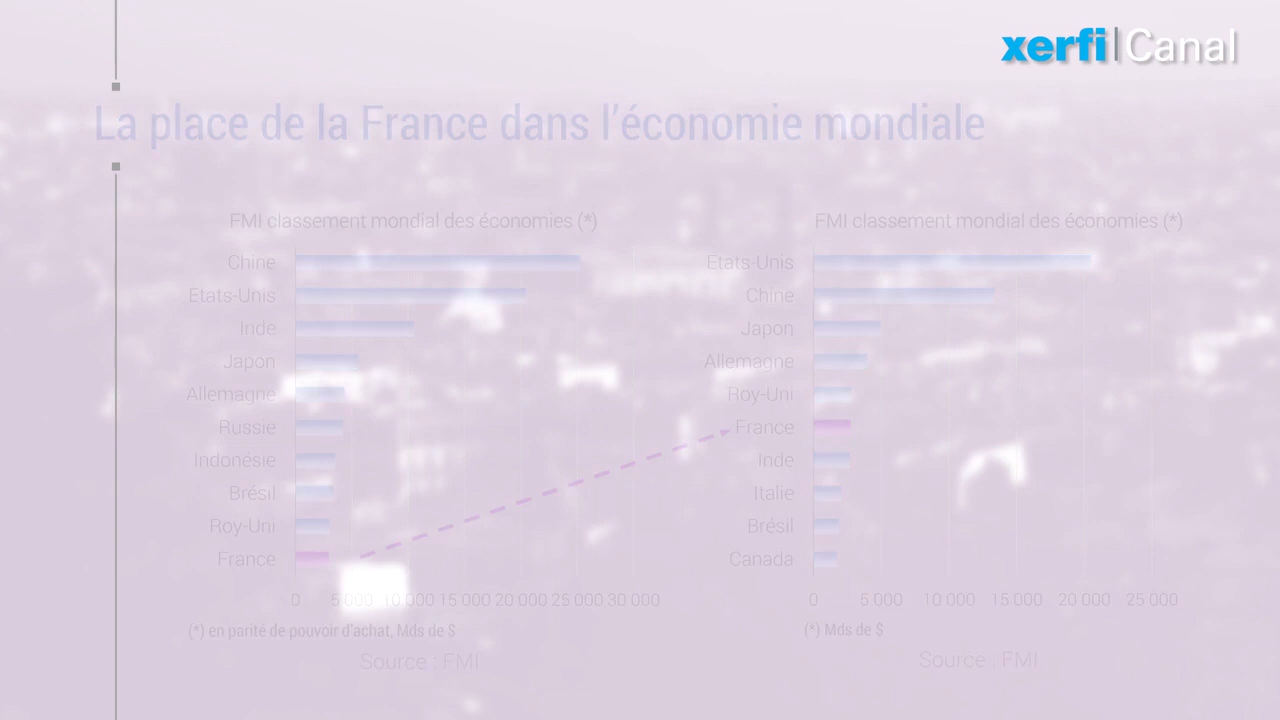 xerfi Canal
La place de la France dans l'économie mondiale
FMI classement mondial des économies (*)
Chine
Etats-Unis
Inde
Japon
Allemagne
Russie
Indonésie
Brésil
Roy-Uni
France
0 5 000 10 000 15 000 20 000 25 000 30 000
(*) en parité de pouvoir d'achat, Mds de $
Source : FMI
FMI classement mondial des économies (*)
Etats-Unis
Chine
Japon
Allemagne
Roy-Uni
France
Inde
Italie
Brésil
Canada
0 5 000 10 000 15 000 20 000 25 000
(*) Mds de $
Source : FMI